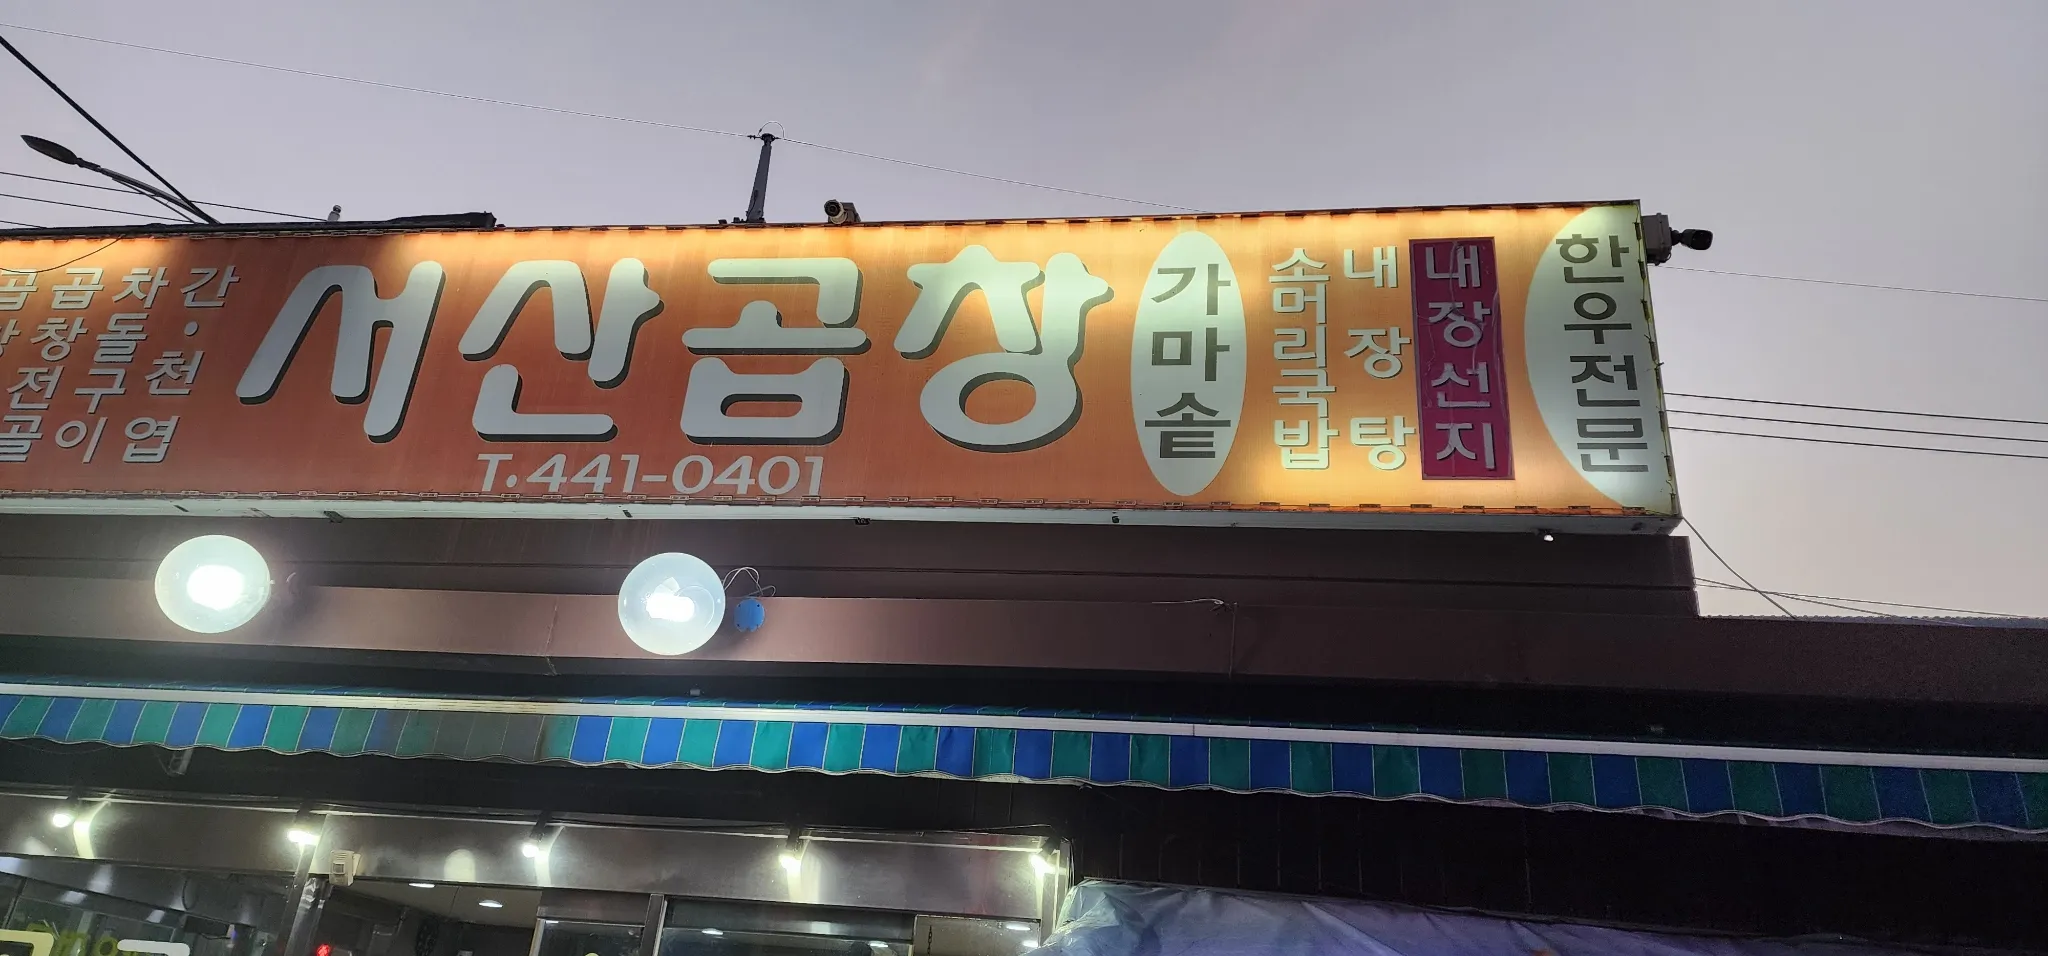 곱창전골
곱창구이
차돌
간·천엽
서산곱창
T.441-0401
가마솥
소머리국밥
내장탕
내장선지
한우전문